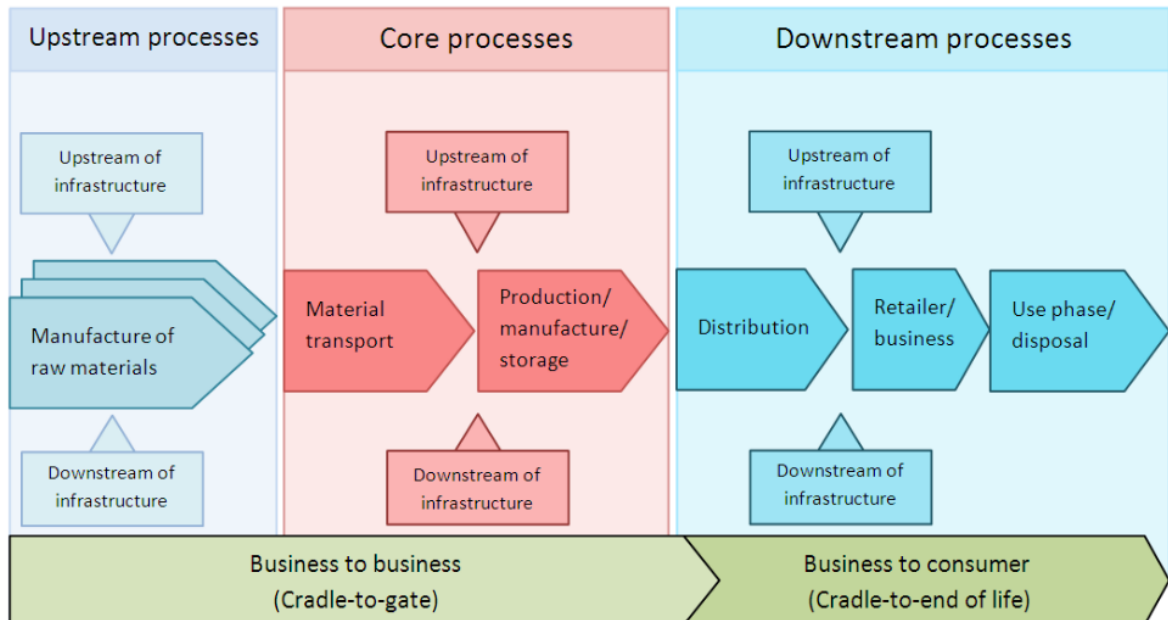 Upstream processes
Core processes
Downstream processes
Upstream of
infrastructure
Upstream of
infrastructure
Upstream of
infrastructure
Manufacture of
raw materials
Material
transport
Production/
manufacture/
storage
Distribution
Retailer/
business
Use phase/
disposal
Downstream of
infrastructure
Downstream of
infrastructure
Downstream of
infrastructure
Business to business
(Cradle-to-gate)
Business to consumer
(Cradle-to-end of life)